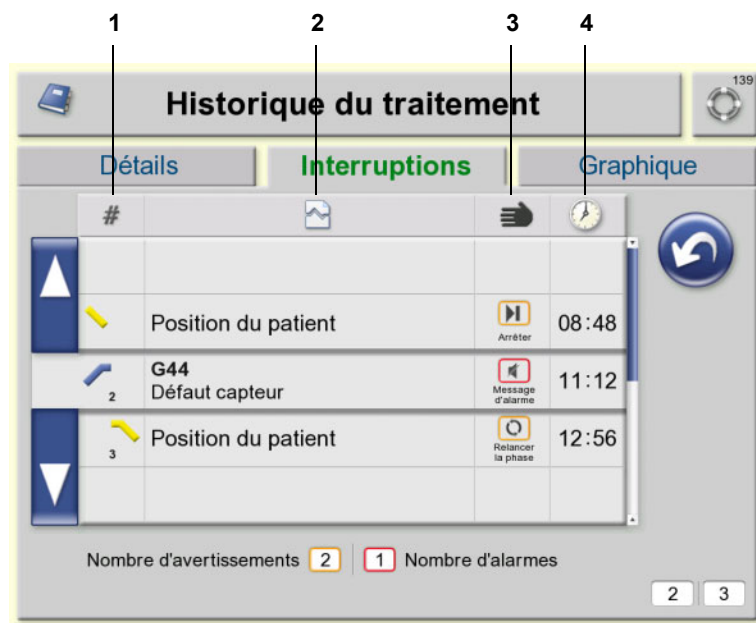 1 2 3 4
Historique du traitement
139
Détails Interruptions Graphique
#
Position du patient Arrêter 08:48
G44
2 Défaut capteur Message d'alarme 11:12
3 Position du patient Relancer la phase 12:56
Nombre d'avertissements 2 1 Nombre d'alarmes
2 3